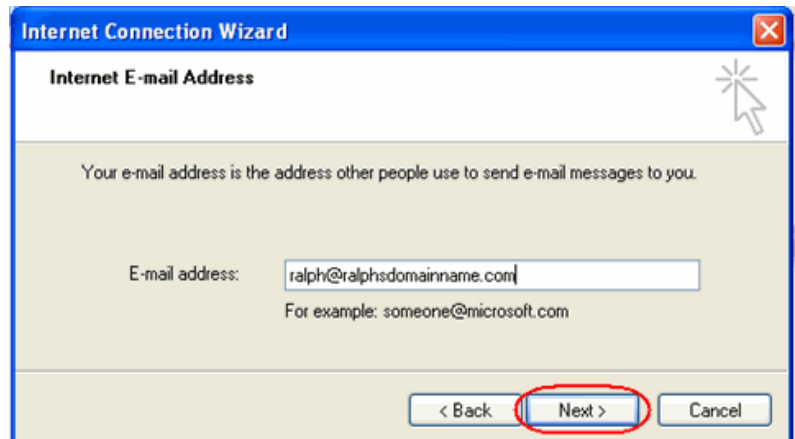 Internet Connection Wizard
Internet E-mail Address
Your e-mail address is the address other people use to send e-mail messages to you.
E-mail address: ralph@ralphsdomainname.com
For example: someone@microsoft.com
< Back Next > Cancel